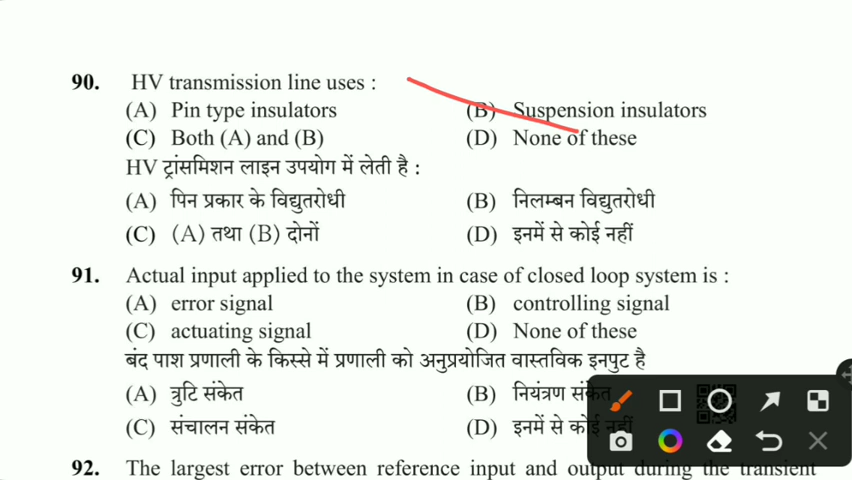 90. HV transmission line uses :
(A) Pin type insulators (B) Suspension insulators
(C) Both (A) and (B) (D) None of these
HV ट्रांसमिशन लाइन उपयोग में लेती है :
(A) पिन प्रकार के विद्युतरोधी (B) निलम्बन विद्युतरोधी
(C) (A) तथा (B) दोनों (D) इनमें से कोई नहीं
91. Actual input applied to the system in case of closed loop system is :
(A) error signal (B) controlling signal
(C) actuating signal (D) None of these
बंद पाश प्रणाली के किस्से में प्रणाली को अनुप्रयोजित वास्तविक इनपुट है
(A) त्रुटि संकेत (B) नियंत्रण संकेत
(C) संचालन संकेत (D) इनमें से कोई नहीं
92. The largest error between reference input and output during the transient